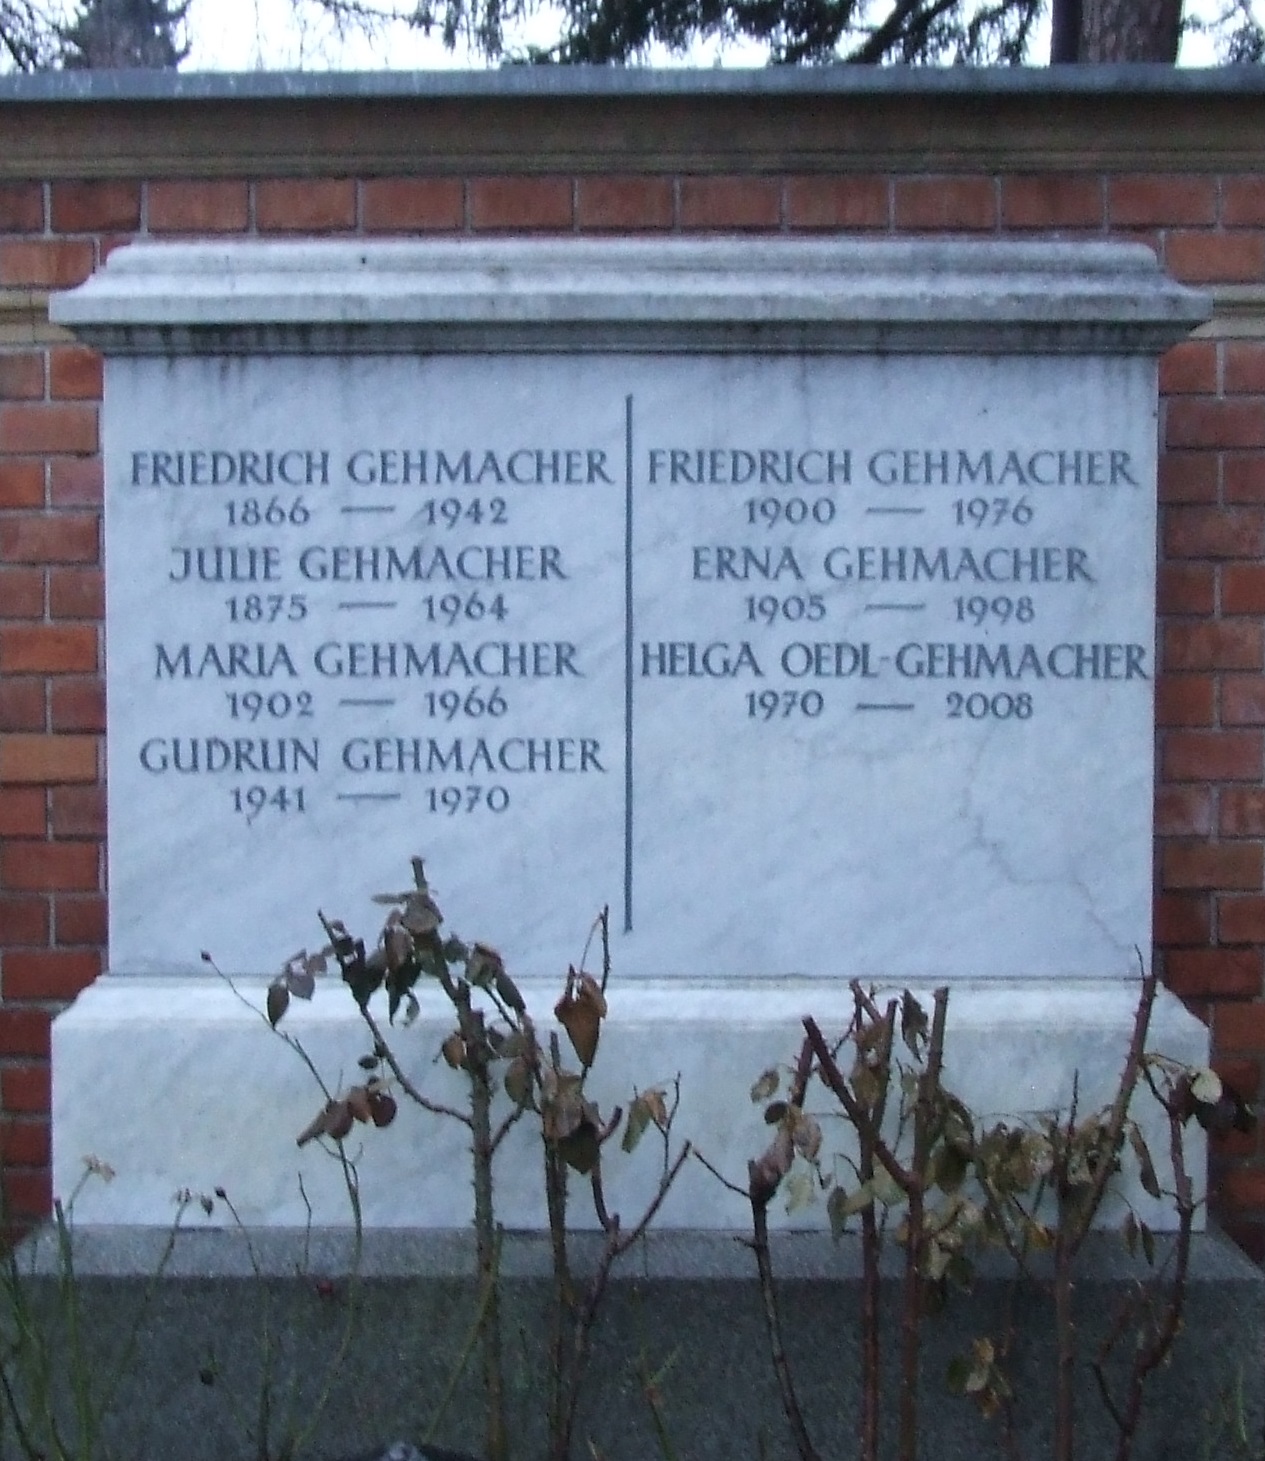 FRIEDRICH GEHMACHER
1866 — 1942
JULIE GEHMACHER
1875 — 1964
MARIA GEHMACHER
1902 — 1966
GUDRUN GEHMACHER
1941 — 1970
FRIEDRICH GEHMACHER
1900 — 1976
ERNA GEHMACHER
1905 — 1998
HELGA OEDL-GEHMACHER
1970 — 2008